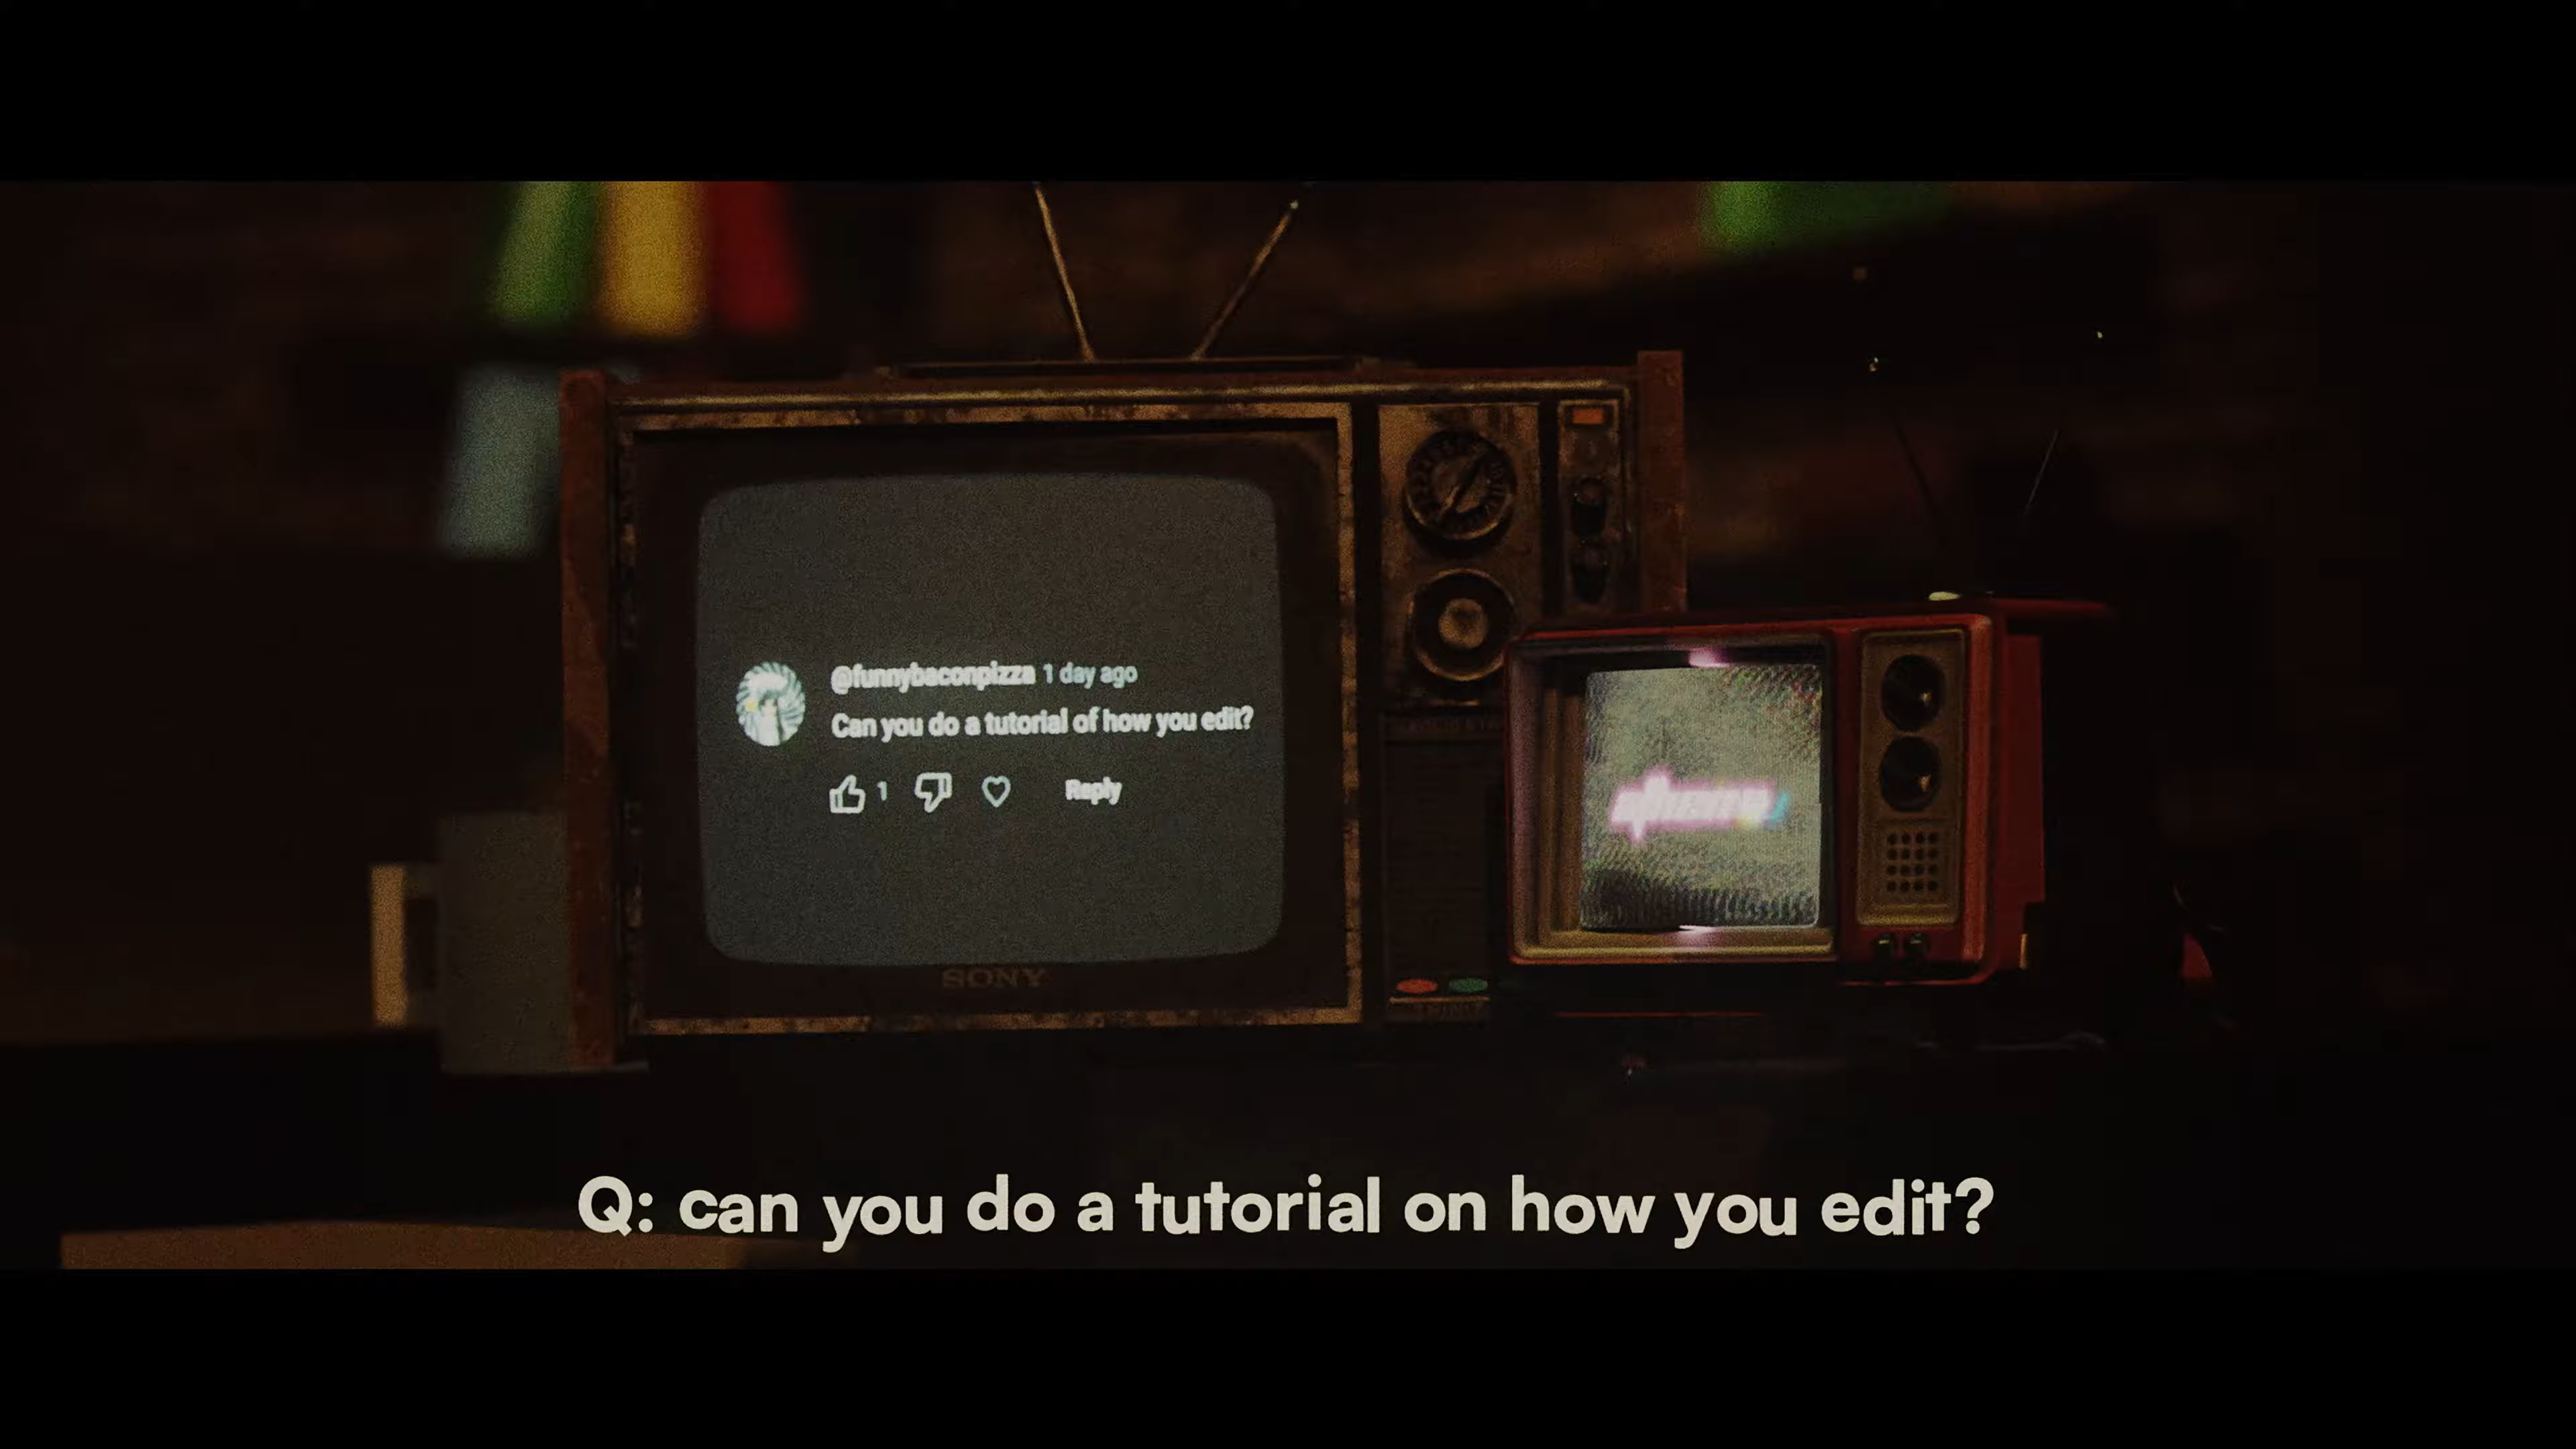 @funnybaconpizza 1 day ago
Can you do a tutorial of how you edit?
1 Reply
SONY
Q: can you do a tutorial on how you edit?